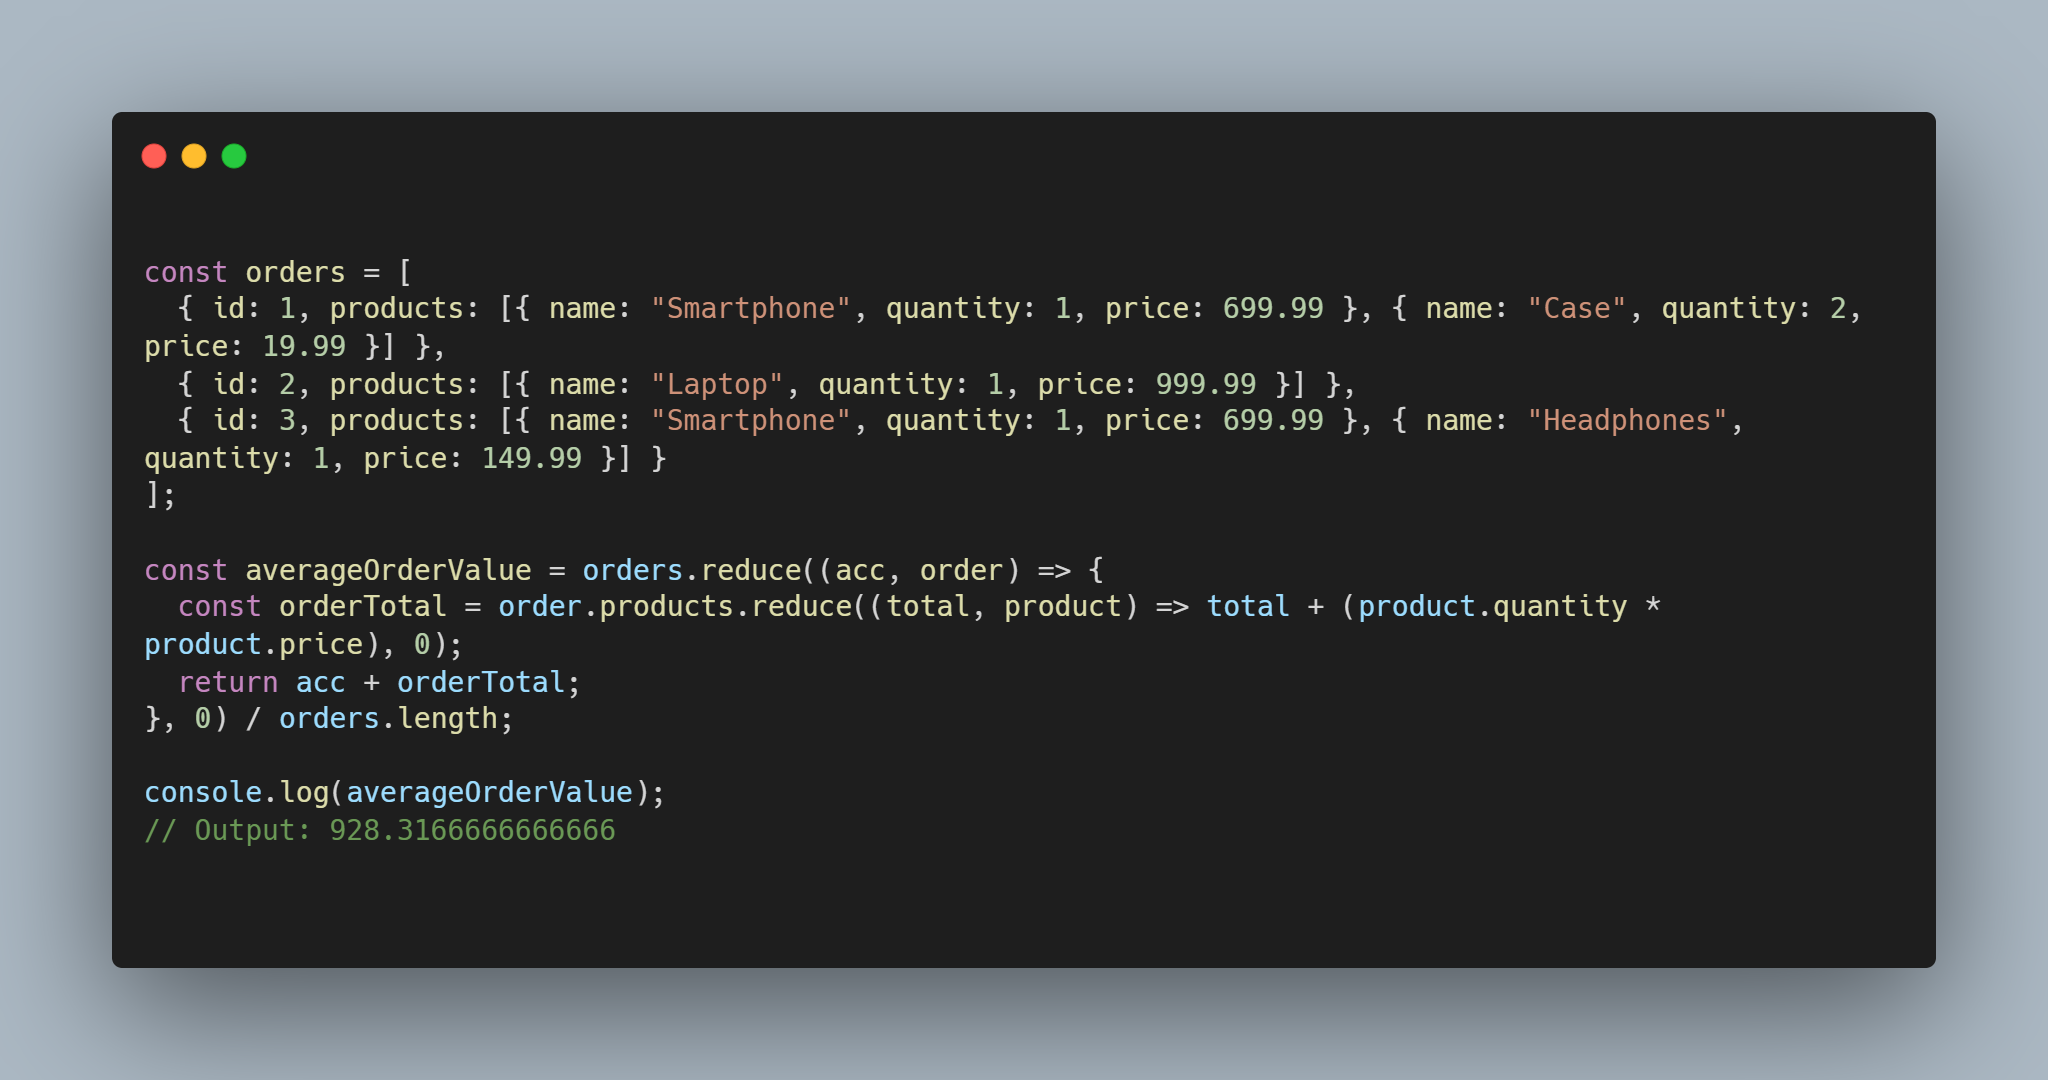 const orders = [
  { id: 1, products: [{ name: "Smartphone", quantity: 1, price: 699.99 }, { name: "Case", quantity: 2,
price: 19.99 }] },
  { id: 2, products: [{ name: "Laptop", quantity: 1, price: 999.99 }] },
  { id: 3, products: [{ name: "Smartphone", quantity: 1, price: 699.99 }, { name: "Headphones",
quantity: 1, price: 149.99 }] }
];

const averageOrderValue = orders.reduce((acc, order) => {
  const orderTotal = order.products.reduce((total, product) => total + (product.quantity *
product.price), 0);
  return acc + orderTotal;
}, 0) / orders.length;

console.log(averageOrderValue);
// Output: 928.3166666666666